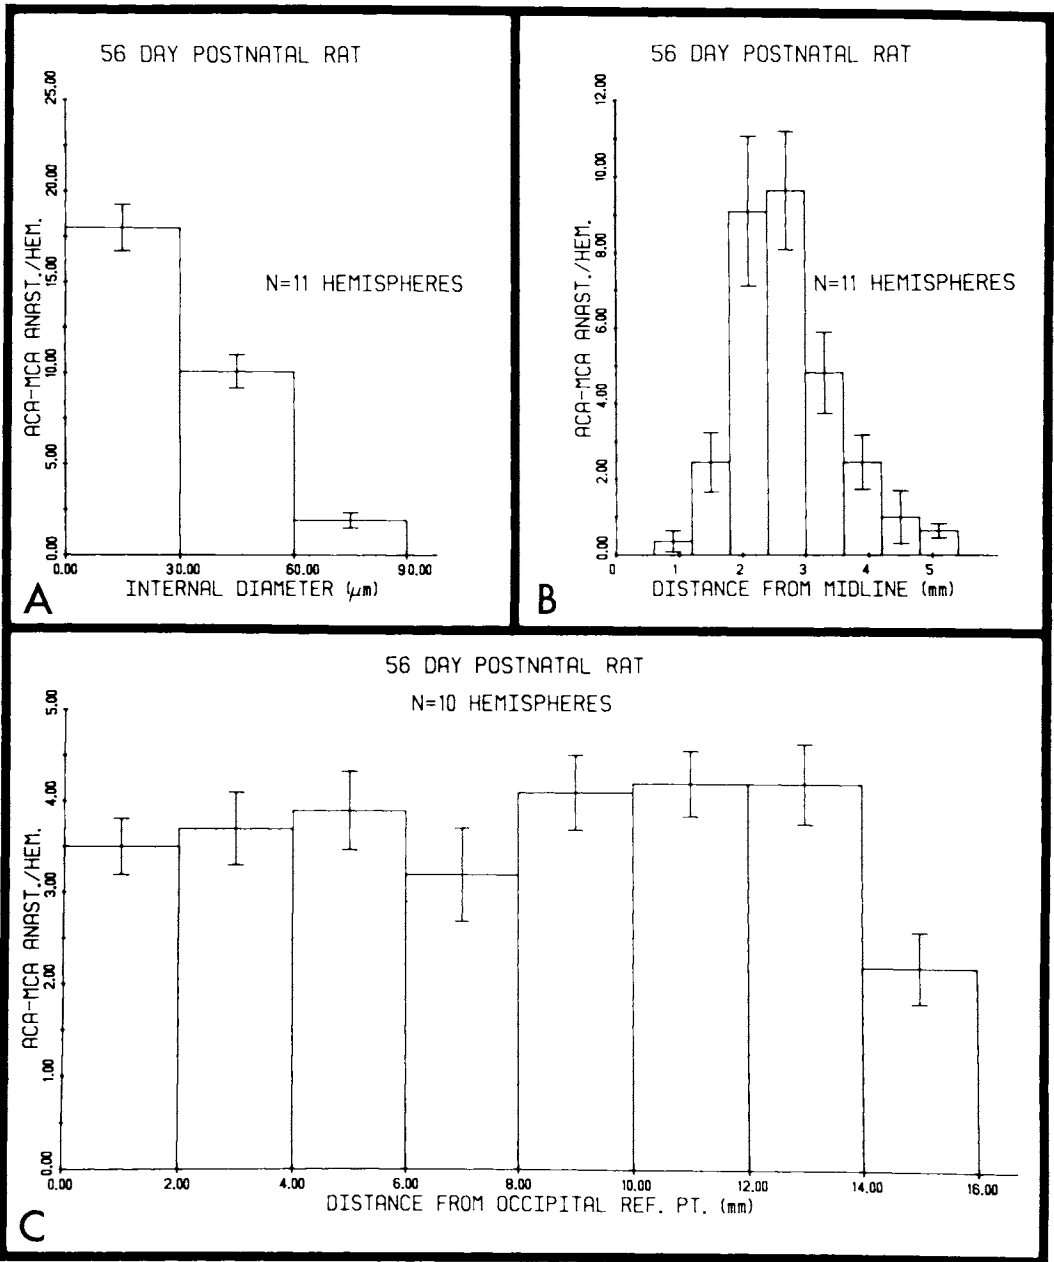 56 DAY POSTNATAL RAT
25.00
20.00
15.00
10.00
5.00
0.00
ACA-MCA ANAST./HEM.
N=11 HEMISPHERES
0.00 30.00 60.00 90.00
INTERNAL DIAMETER (μm)
A
56 DAY POSTNATAL RAT
12.00
10.00
8.00
6.00
4.00
2.00
0.00
ACA-MCA ANAST./HEM.
N=11 HEMISPHERES
0 1 2 3 4 5
DISTANCE FROM MIDLINE (mm)
B
56 DAY POSTNATAL RAT
N=10 HEMISPHERES
5.00
4.00
3.00
2.00
1.00
0.00
ACA-MCA ANAST./HEM.
0.00 2.00 4.00 6.00 8.00 10.00 12.00 14.00 16.00
DISTANCE FROM OCCIPITAL REF. PT. (mm)
C